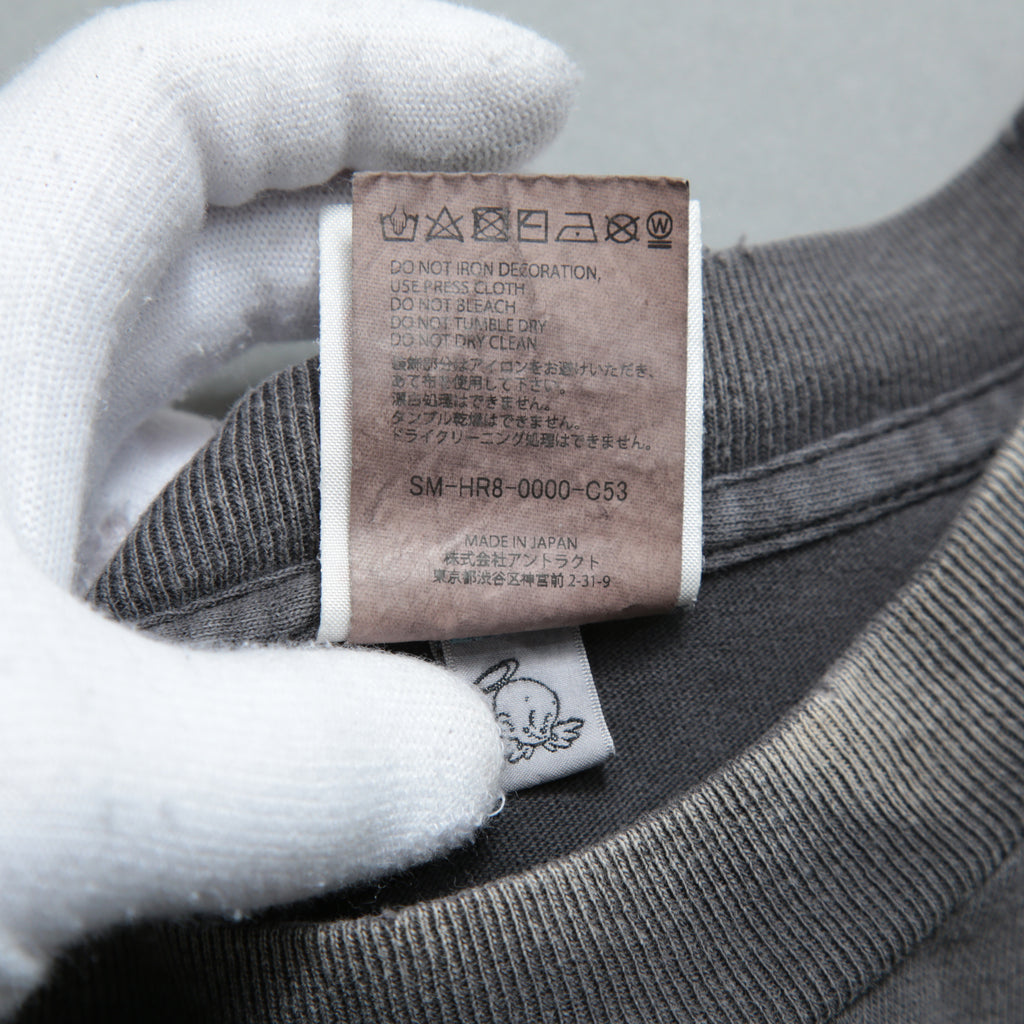 W
DO NOT IRON DECORATION,
USE PRESS CLOTH
DO NOT BLEACH
DO NOT TUMBLE DRY
DO NOT DRY CLEAN
装飾部分はアイロンをお避けいただき、
あて布を使用して下さい。
漂白処理はできません。
タンブル乾燥はできません。
ドライクリーニング処理はできません。
SM-HR8-0000-C53
MADE IN JAPAN
株式会社アントラクト
東京都渋谷区神宮前 2-31-9